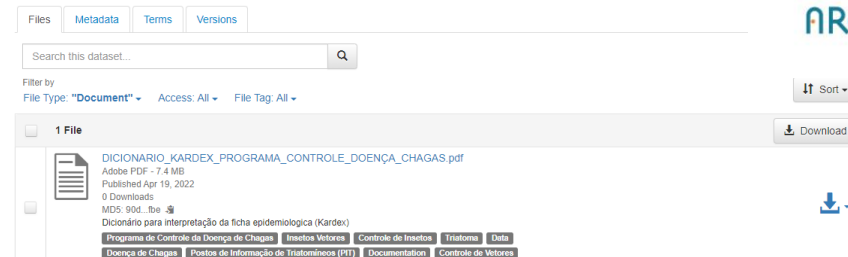 Files Metadata Terms Versions
AR
Search this dataset...
Filter by
File Type: "Document" Access: All File Tag: All
Sort
1 File
Download
DICIONARIO_KARDEX_PROGRAMA_CONTROLE_DOENÇA_CHAGAS.pdf
Adobe PDF - 7.4 MB
Published Apr 19, 2022
0 Downloads
MD5: 90d...fbe
Dicionário para interpretação da ficha epidemiologica (Kardex)
Programa de Controle da Doença de Chagas Insetos Vetores Controle de Insetos Triatoma Data
Doença de Chagas Postos de Informação de Triatomíneos (PIT) Documentation Controle de Vetores